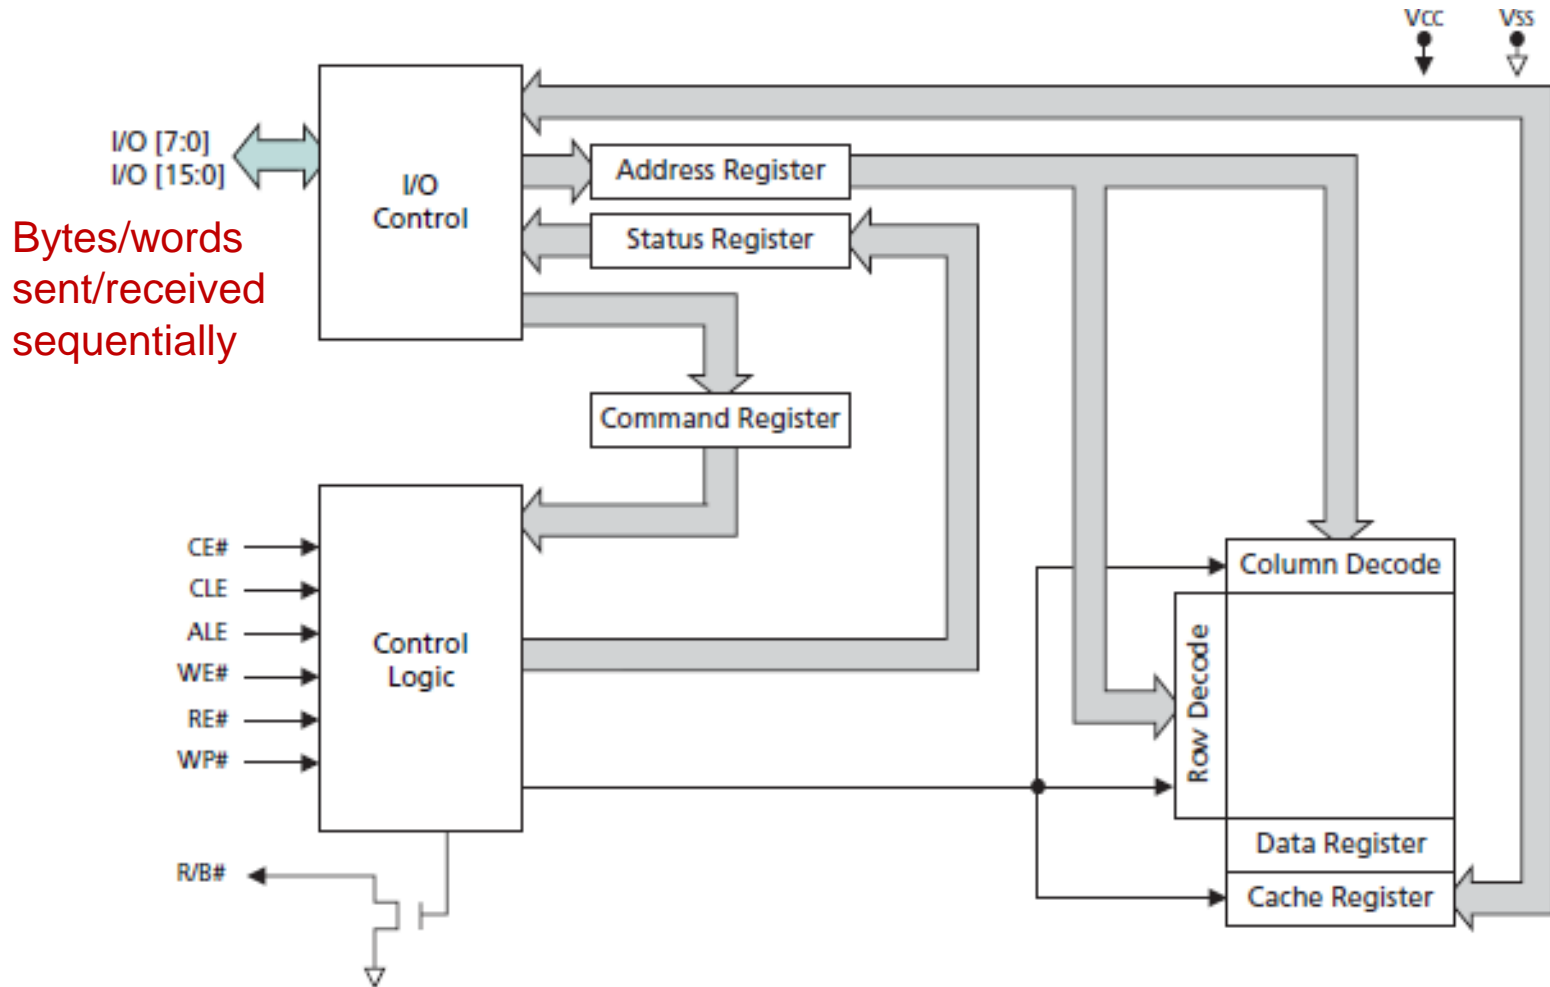 Vcc
Vss
I/O [7:0]
I/O [15:0]
I/O
Control
Address Register
Status Register
Bytes/words
sent/received
sequentially
Command Register
CE#
CLE
ALE
WE#
RE#
WP#
Control
Logic
Column Decode
Row Decode
Data Register
Cache Register
R/B#